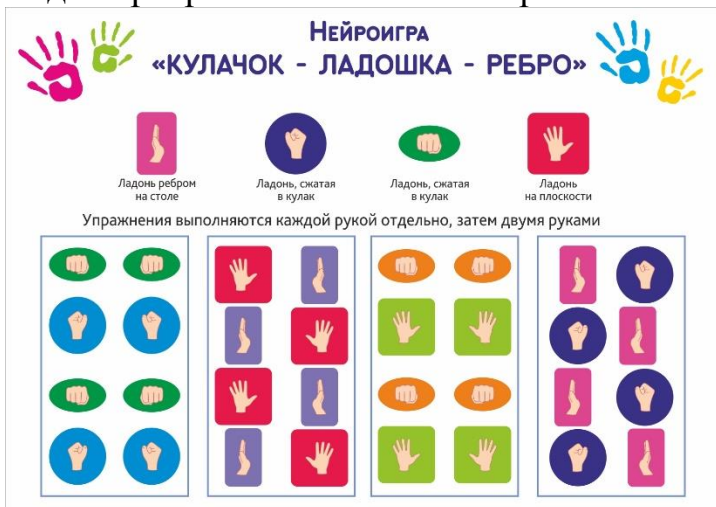 Нейроигра
«КУЛАЧОК - ЛАДОШКА - РЕБРО»
Ладонь ребром
на столе
Ладонь, сжатая
в кулак
Ладонь, сжатая
в кулак
Ладонь
на плоскости
Упражнения выполняются каждой рукой отдельно, затем двумя руками